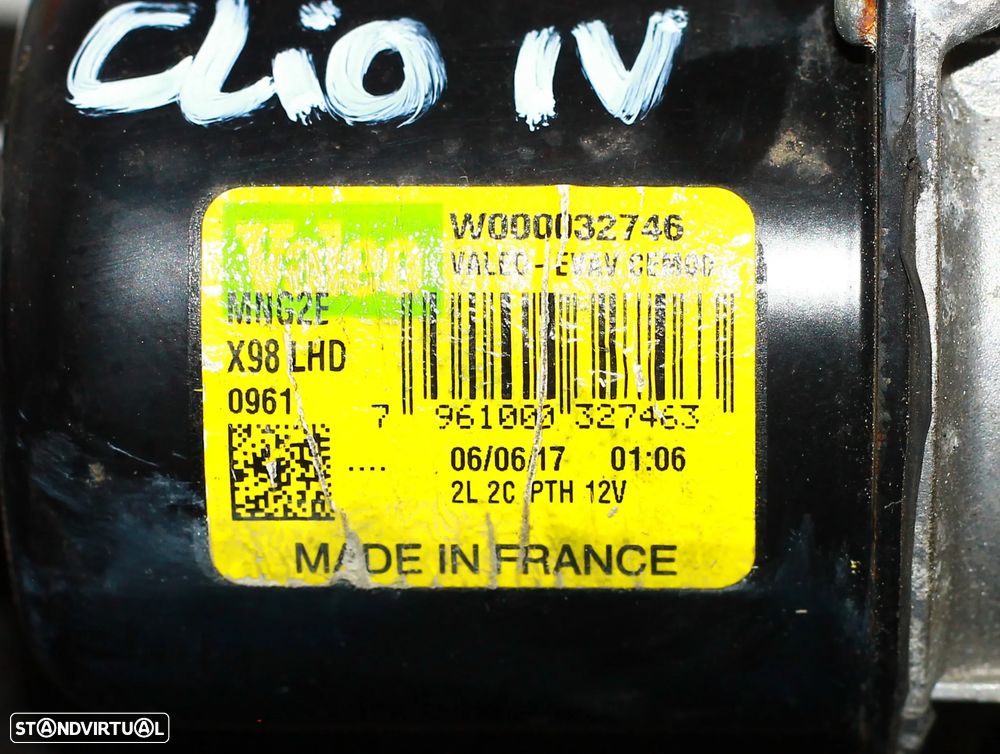 CLiO IV
Valeo
W000032746
VALEO-EVAV
MNG2E
X98 LHD
0961
7 961000 327463
.... 06/06/17 01:06
2L 2C PTH 12V
MADE IN FRANCE
STANDVIRTUAL